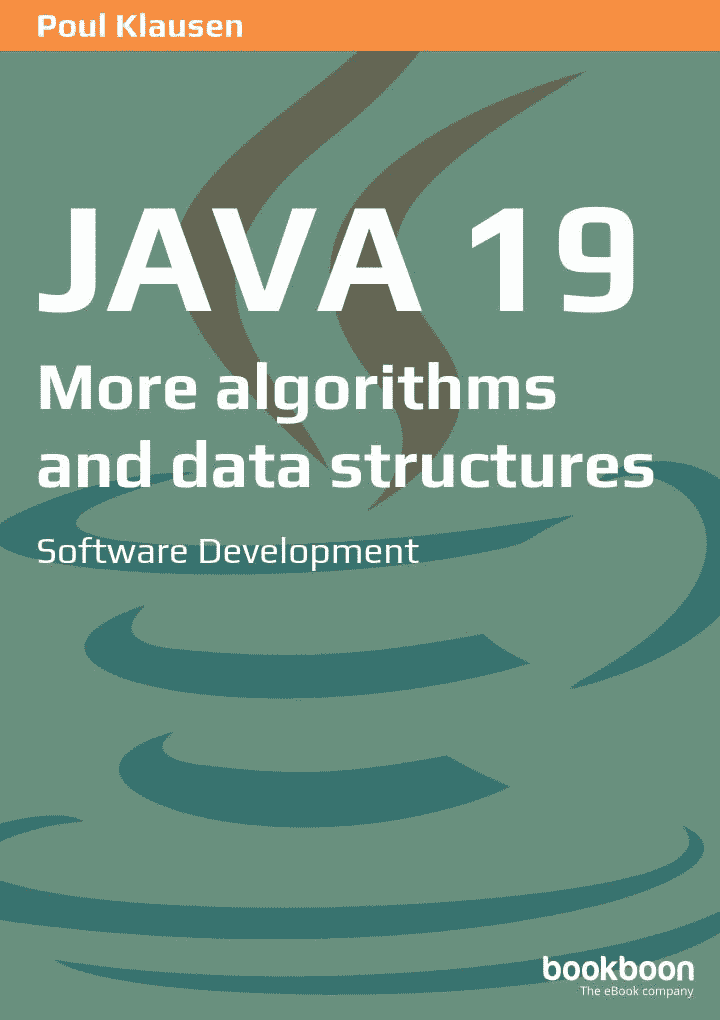 Poul Klausen
JAVA 19
More algorithms
and data structures
Software Development
bookboon
The eBook company